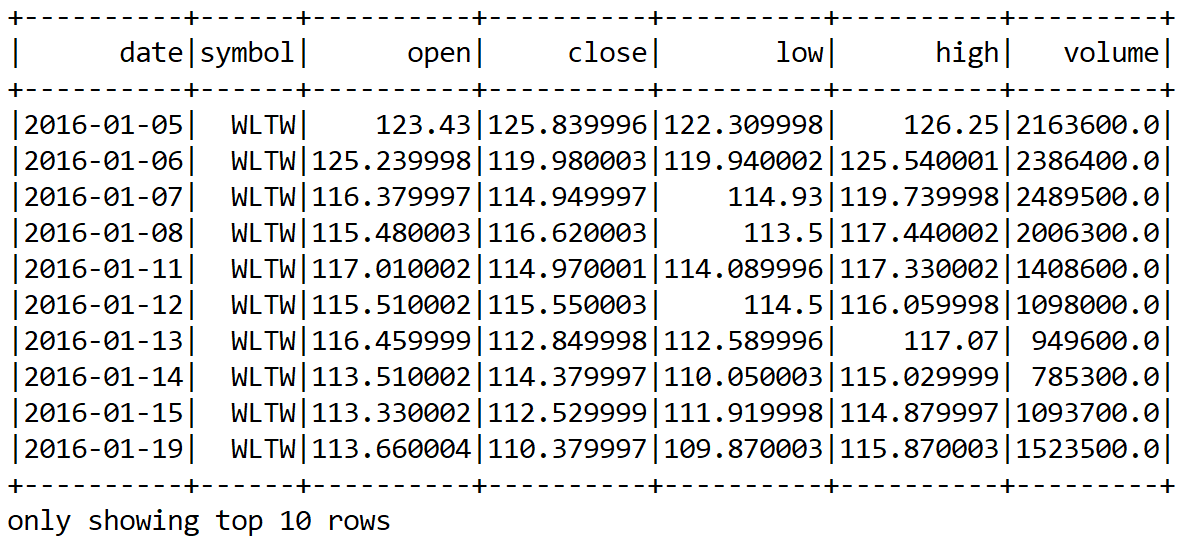 +----------+------+----------+----------+----------+----------+---------+
|      date|symbol|      open|     close|       low|      high|   volume|
+----------+------+----------+----------+----------+----------+---------+
|2016-01-05|  WLTW|    123.43|125.839996|122.309998|    126.25|2163600.0|
|2016-01-06|  WLTW|125.239998|119.980003|119.940002|125.540001|2386400.0|
|2016-01-07|  WLTW|116.379997|114.949997|    114.93|119.739998|2489500.0|
|2016-01-08|  WLTW|115.480003|116.620003|     113.5|117.440002|2006300.0|
|2016-01-11|  WLTW|117.010002|114.970001|114.089996|117.330002|1408600.0|
|2016-01-12|  WLTW|115.510002|115.550003|     114.5|116.059998|1098000.0|
|2016-01-13|  WLTW|116.459999|112.849998|112.589996|    117.07| 949600.0|
|2016-01-14|  WLTW|113.510002|114.379997|110.050003|115.029999| 785300.0|
|2016-01-15|  WLTW|113.330002|112.529999|111.919998|114.879997|1093700.0|
|2016-01-19|  WLTW|113.660004|110.379997|109.870003|115.870003|1523500.0|
+----------+------+----------+----------+----------+----------+---------+
only showing top 10 rows